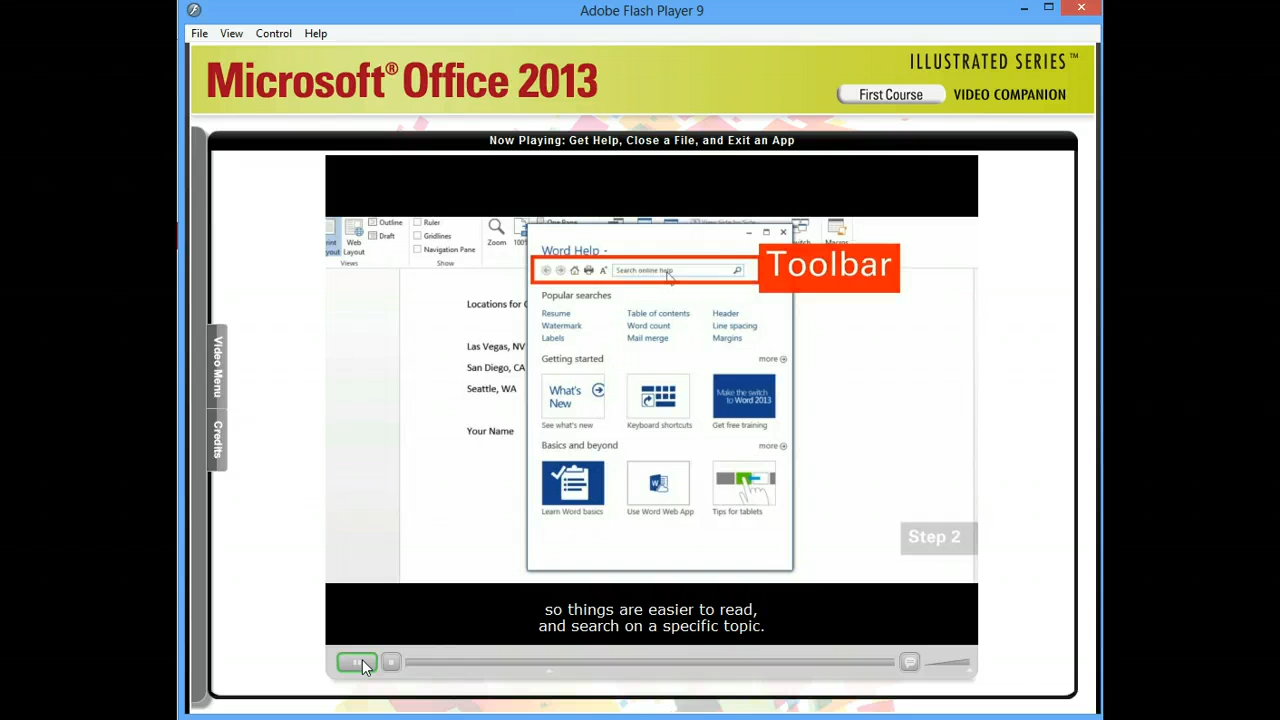 Adobe Flash Player 9
File View Control Help
Microsoft® Office 2013
ILLUSTRATED SERIES™
First Course VIDEO COMPANION
Now Playing: Get Help, Close a File, and Exit an App
Web Layout
Outline
Draft
Views
Ruler
Gridlines
Navigation Pane
Show
Zoom
Word Help
Search online help
Toolbar
Popular searches
Resume Table of contents Header
Watermark Word count Line spacing
Labels Mail merge Margins
Getting started more
What's New
Make the switch to Word 2013
See what's new Keyboard shortcuts Get free training
Basics and beyond more
Learn Word basics Use Word Web App Tips for tablets
Locations for
Las Vegas, NV
San Diego, CA
Seattle, WA
Your Name
Step 2
Video Menu
Credits
so things are easier to read,
and search on a specific topic.